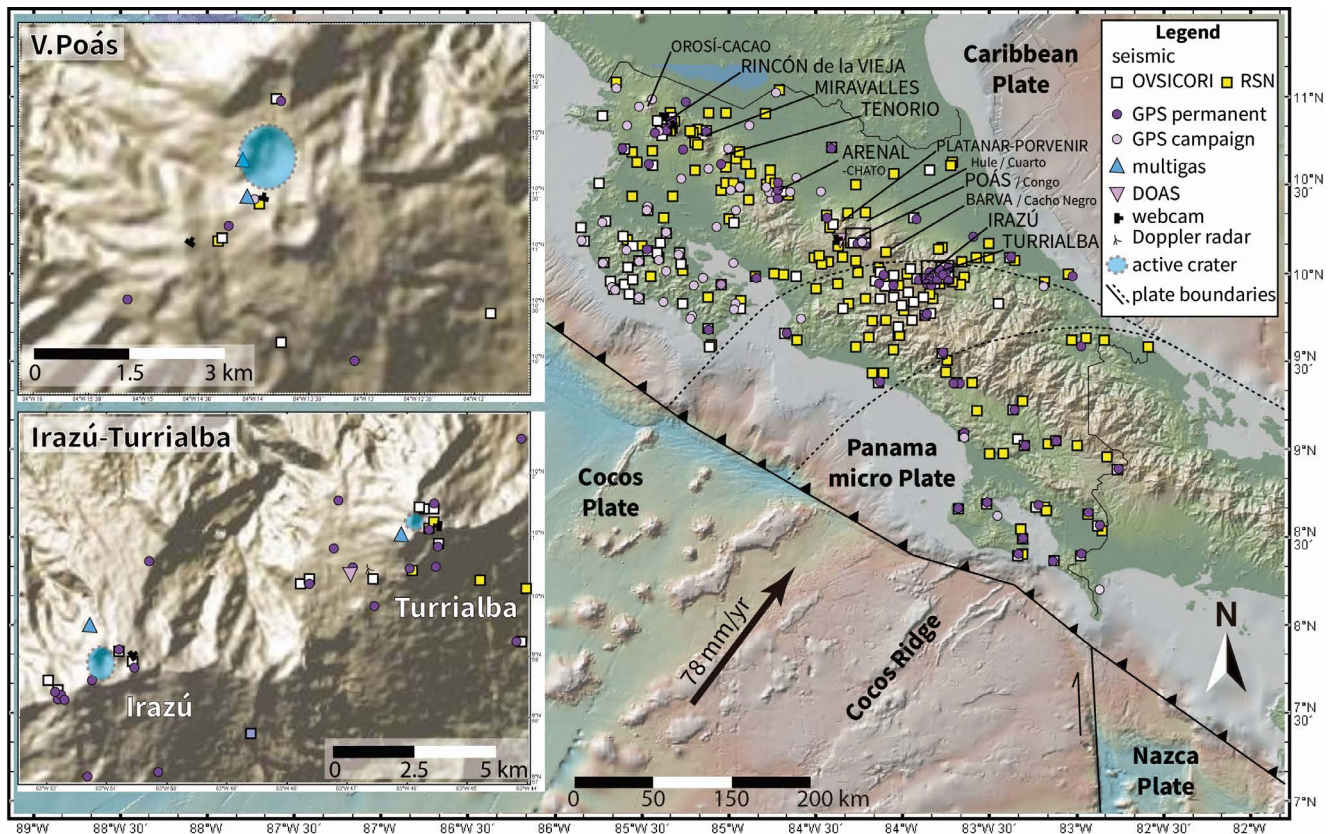 V.Poás
0 1.5 3 km
Irazú-Turrialba
Turrialba
Irazú
0 2.5 5 km
OROSÍ-CACAO
RINCÓN de la VIEJA
MIRAVALLES
TENORIO
ARENAL
-CHATO
PLATANAR-PORVENIR
Hule / Cuarto
POÁS / Congo
BARVA / Cacho Negro
IRAZÚ
TURRIALBA
Caribbean
Plate
Cocos
Plate
Panama
micro Plate
Cocos Ridge
Nazca
Plate
78 mm/yr
N
0 50 150 200 km
Legend
seismic
OVSICORI RSN
GPS permanent
GPS campaign
multigas
DOAS
webcam
Doppler radar
active crater
plate boundaries
11°N
10°30'
10°N
9°30'
9°N
8°30'
8°N
7°30'
7°N
89°W 88°30' 88°W 87°30' 87°W 86°30' 86°W 85°30' 85°W 84°30' 84°W 83°30' 83°W 82°30' 82°W